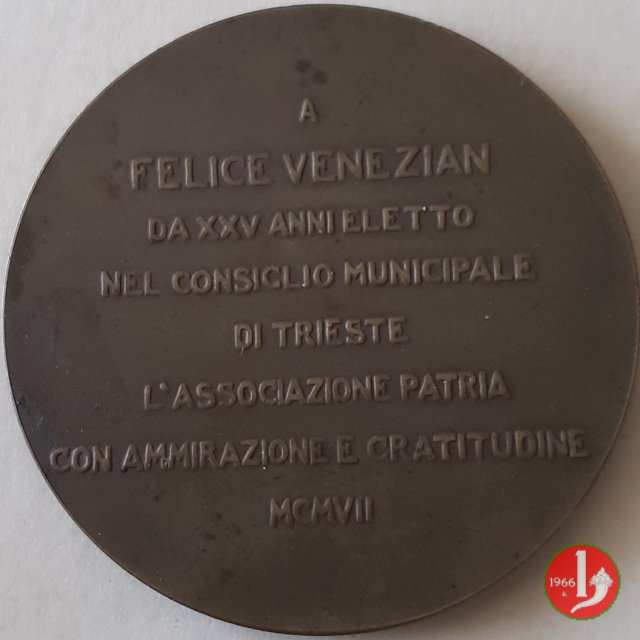 A
FELICE VENEZIAN
DA XXV ANNI ELETTO
NEL CONSIGLIO MUNICIPALE
DI TRIESTE
L'ASSOCIAZIONE PATRIA
CON AMMIRAZIONE E GRATITUDINE
MCMVII
1966
K